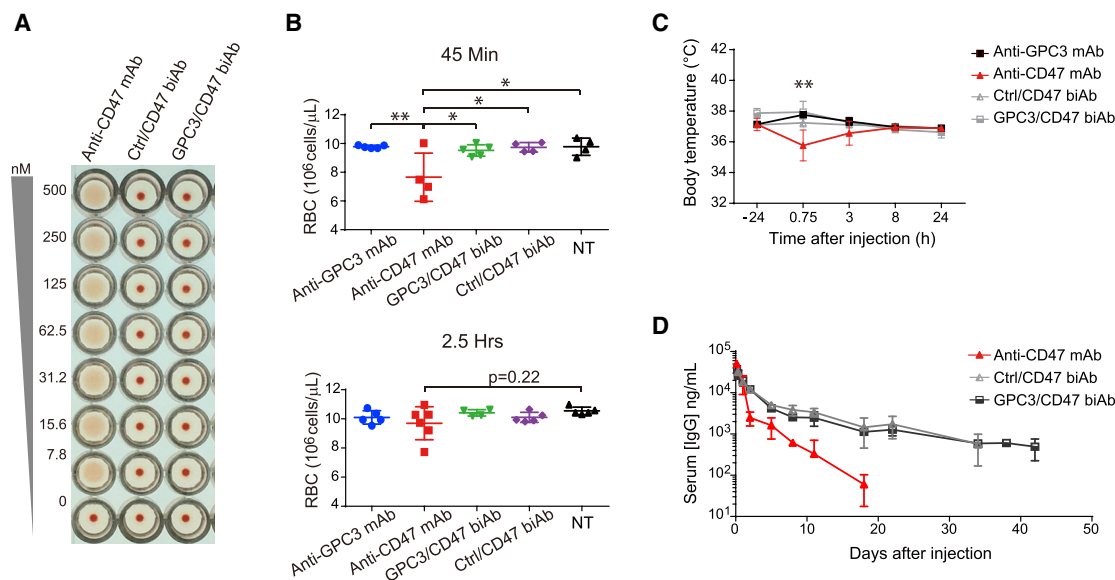 A
Anti-CD47 mAb
Ctrl/CD47 biAb
GPC3/CD47 biAb
nM
500
250
125
62.5
31.2
15.6
7.8
0
B
45 Min
*
*
** *
RBC (10⁶cells/µL)
12
10
8
6
4
Anti-GPC3 mAb
Anti-CD47 mAb
GPC3/CD47 biAb
Ctrl/CD47 biAb
NT
2.5 Hrs
p=0.22
RBC (10⁶cells/µL)
12
10
8
6
4
Anti-GPC3 mAb
Anti-CD47 mAb
GPC3/CD47 biAb
Ctrl/CD47 biAb
NT
C
Body temperature (°C)
42
40
38
36
34
32
**
-24 0.75 3 8 24
Time after injection (h)
Anti-GPC3 mAb
Anti-CD47 mAb
Ctrl/CD47 biAb
GPC3/CD47 biAb
D
Serum [IgG] ng/mL
10⁵
10⁴
10³
10²
10¹
0 10 20 30 40 50
Days after injection
Anti-CD47 mAb
Ctrl/CD47 biAb
GPC3/CD47 biAb